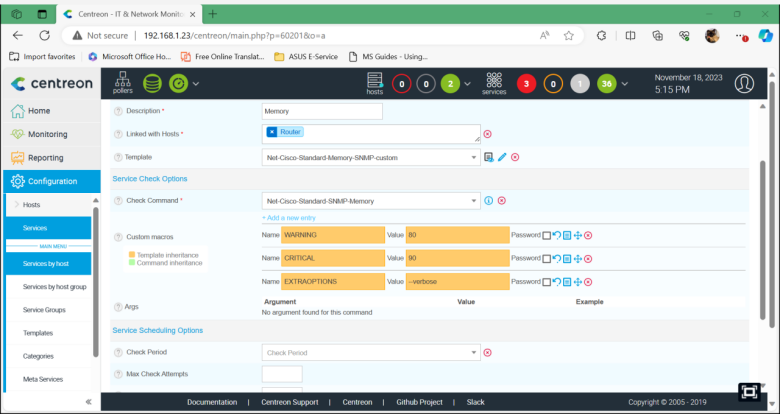 Centreon - IT & Network Monito
Not secure 192.168.1.23/centreon/main.php?p=60201&o=a
Import favorites Microsoft Office Ho... Free Online Translat... ASUS E-Service MS Guides - Using...
centreon
pollers
hosts 0 0 2
services 3 0 1 36
November 18, 2023
5:15 PM
Home
Monitoring
Reporting
Configuration
Hosts
Services
MAIN MENU
Services by host
Services by host group
Service Groups
Templates
Categories
Meta Services
Description * Memory
Linked with Hosts * Router
Template Net-Cisco-Standard-Memory-SNMP-custom
Service Check Options
Check Command * Net-Cisco-Standard-SNMP-Memory
+ Add a new entry
Custom macros
Template inheritance
Command inheritance
Name WARNING Value 80 Password
Name CRITICAL Value 90 Password
Name EXTRAOPTIONS Value --verbose Password
Args
Argument Value Example
No argument found for this command
Service Scheduling Options
Check Period Check Period
Max Check Attempts
Documentation | Centreon Support | Centreon | Github Project | Slack
Copyright © 2005 - 2019